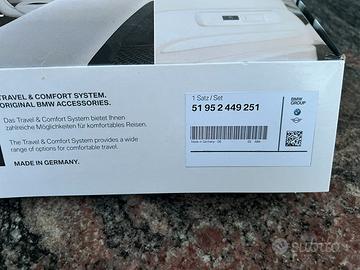 TRAVEL & COMFORT SYSTEM.
ORIGINAL BMW ACCESSORIES.
Das Travel & Comfort System bietet Ihnen
zahlreiche Möglichkeiten für komfortables Reisen.
The Travel & Comfort System provides a wide
range of options for comfortable travel.
MADE IN GERMANY.
1 Satz / Set
51 95 2 449 251
Made in Germany
BMW
GROUP
subito